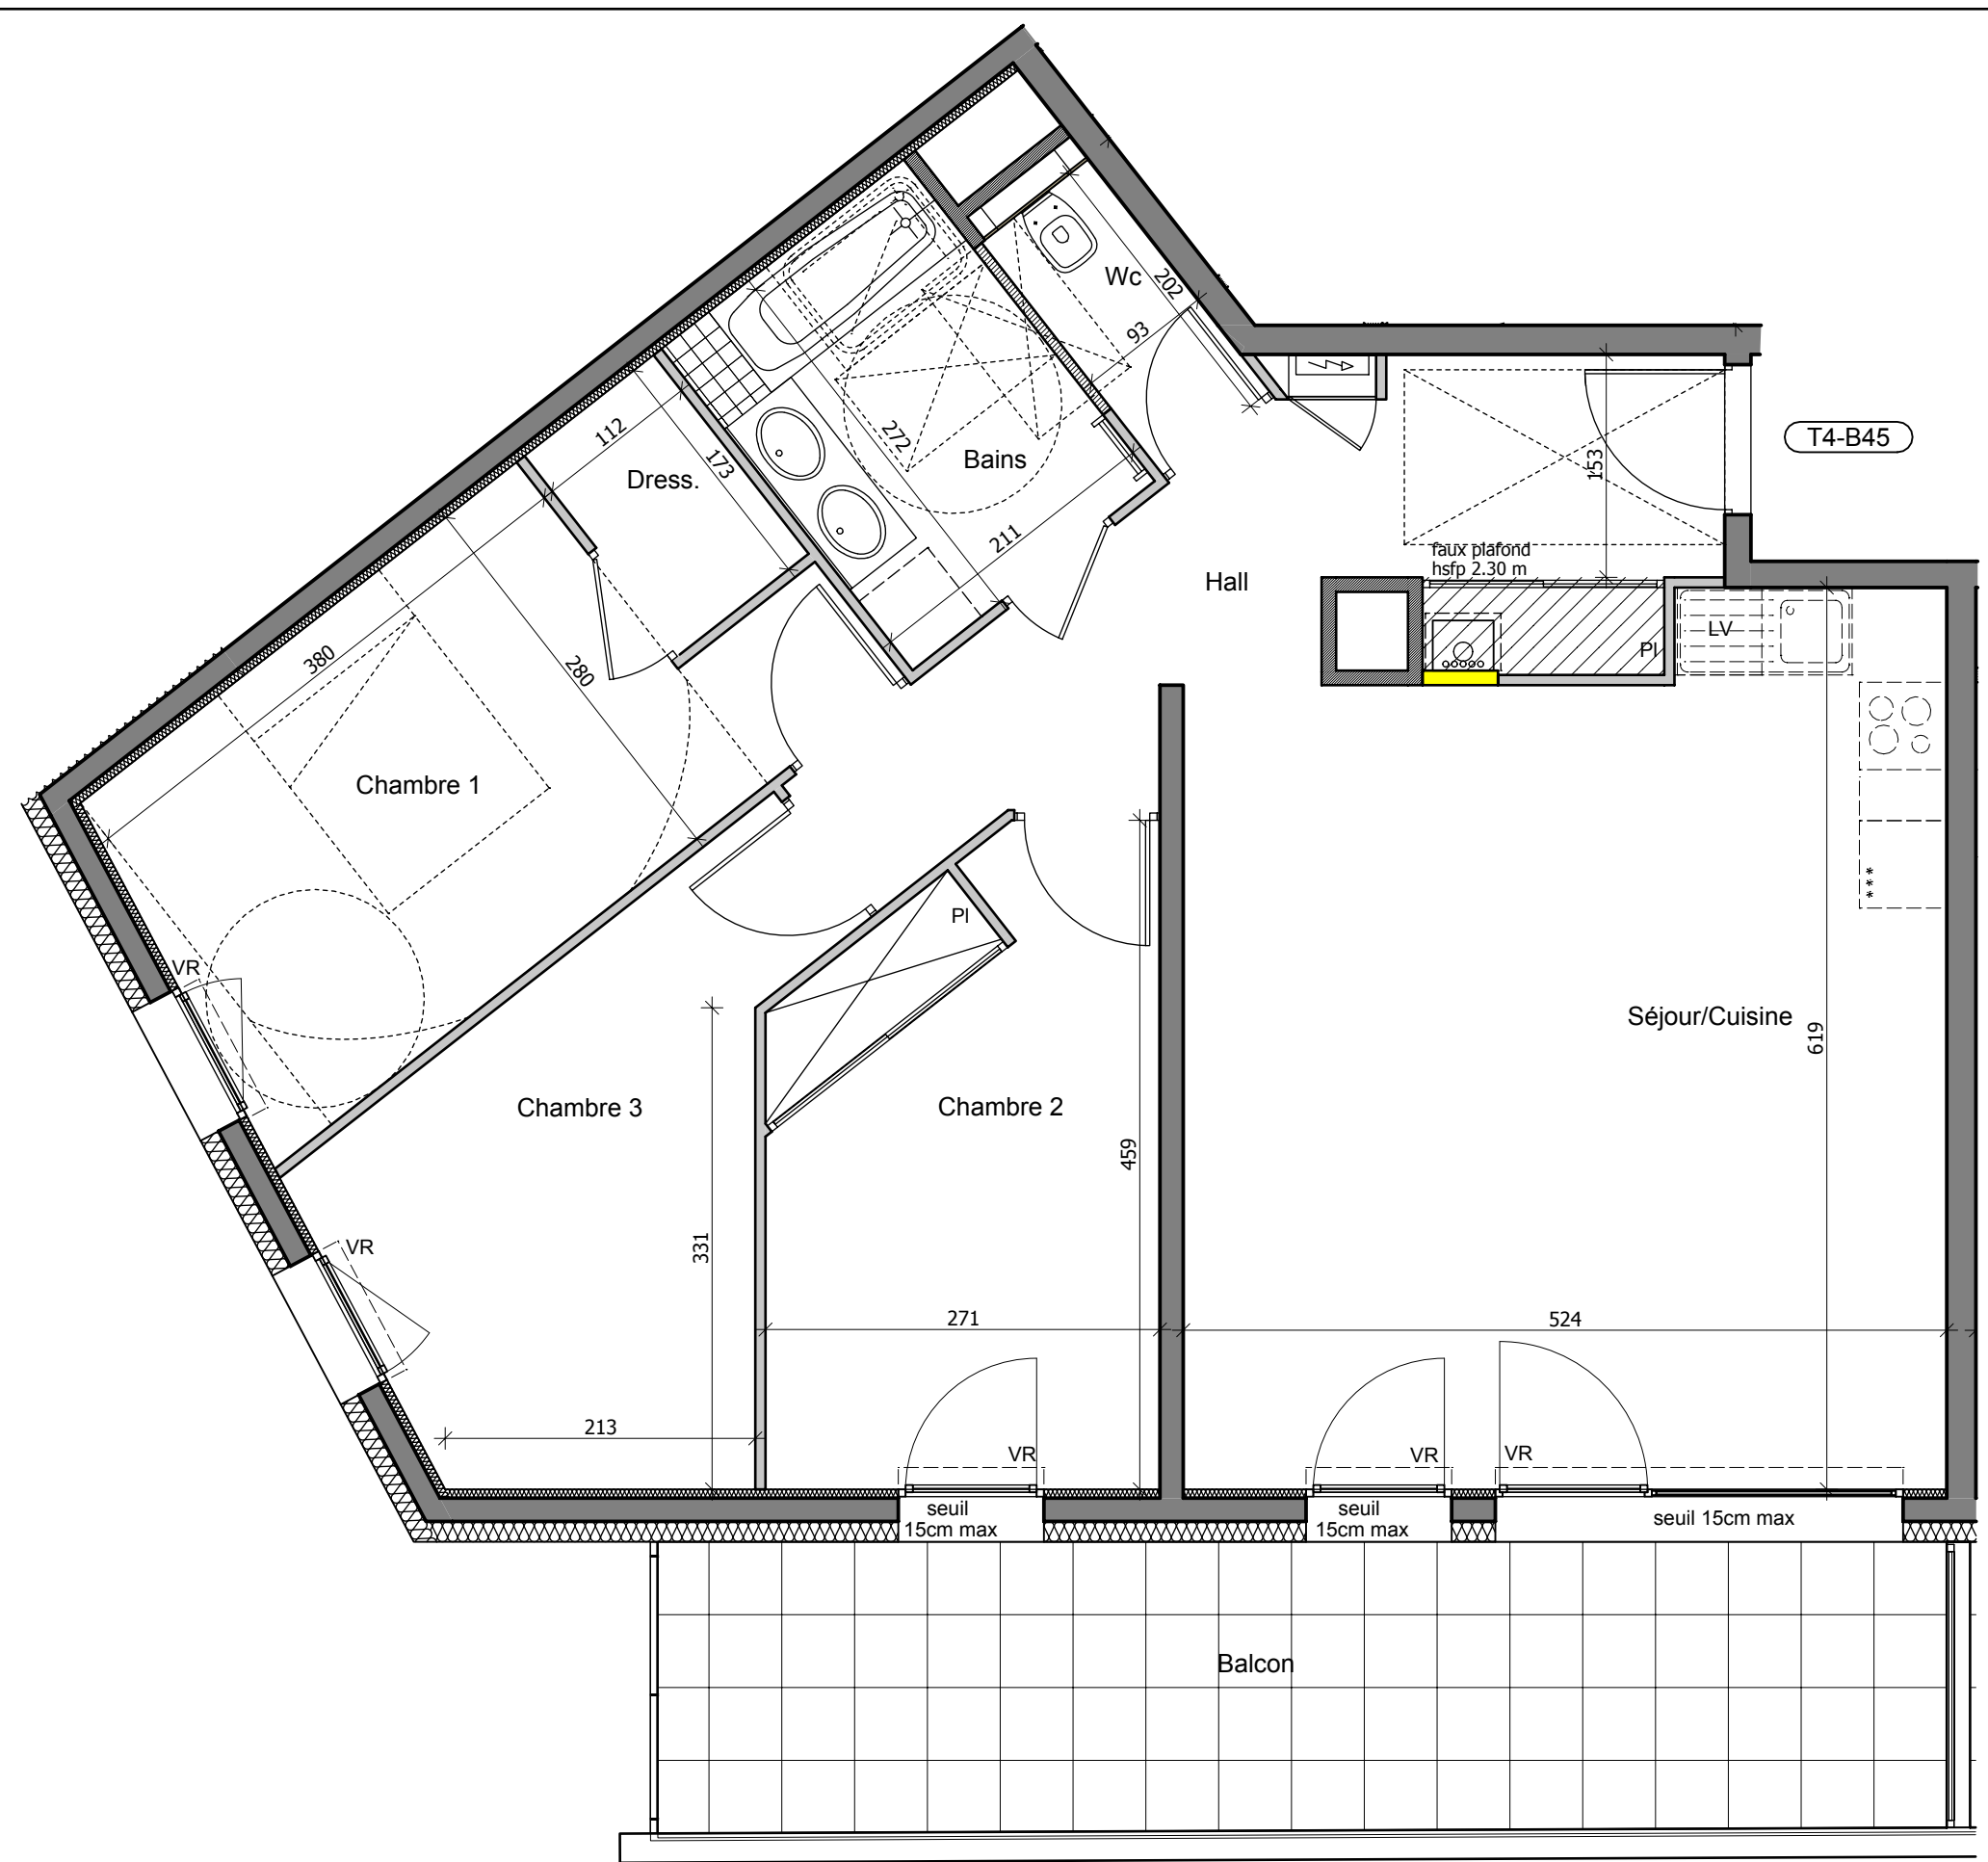 Wc
202
93
T4-B45
112
173
Dress.
272
Bains
153
211
faux plafond
hsfp 2.30 m
Hall
LV
Pl
380
280
Chambre 1
***
Pl
VR
Séjour/Cuisine
619
Chambre 3
Chambre 2
459
VR
331
271
524
213
VR
VR
VR
seuil
15cm max
seuil
15cm max
seuil 15cm max
Balcon